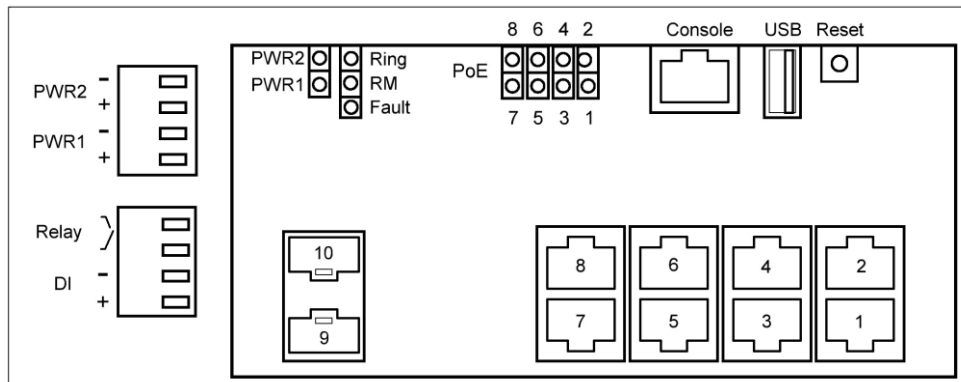 8 6 4 2
Console USB Reset
PWR2 Ring
PWR1 RM
Fault
PoE
7 5 3 1
PWR2 -
+
PWR1 -
+
Relay
DI -
+
10
9
8 6 4 2
7 5 3 1